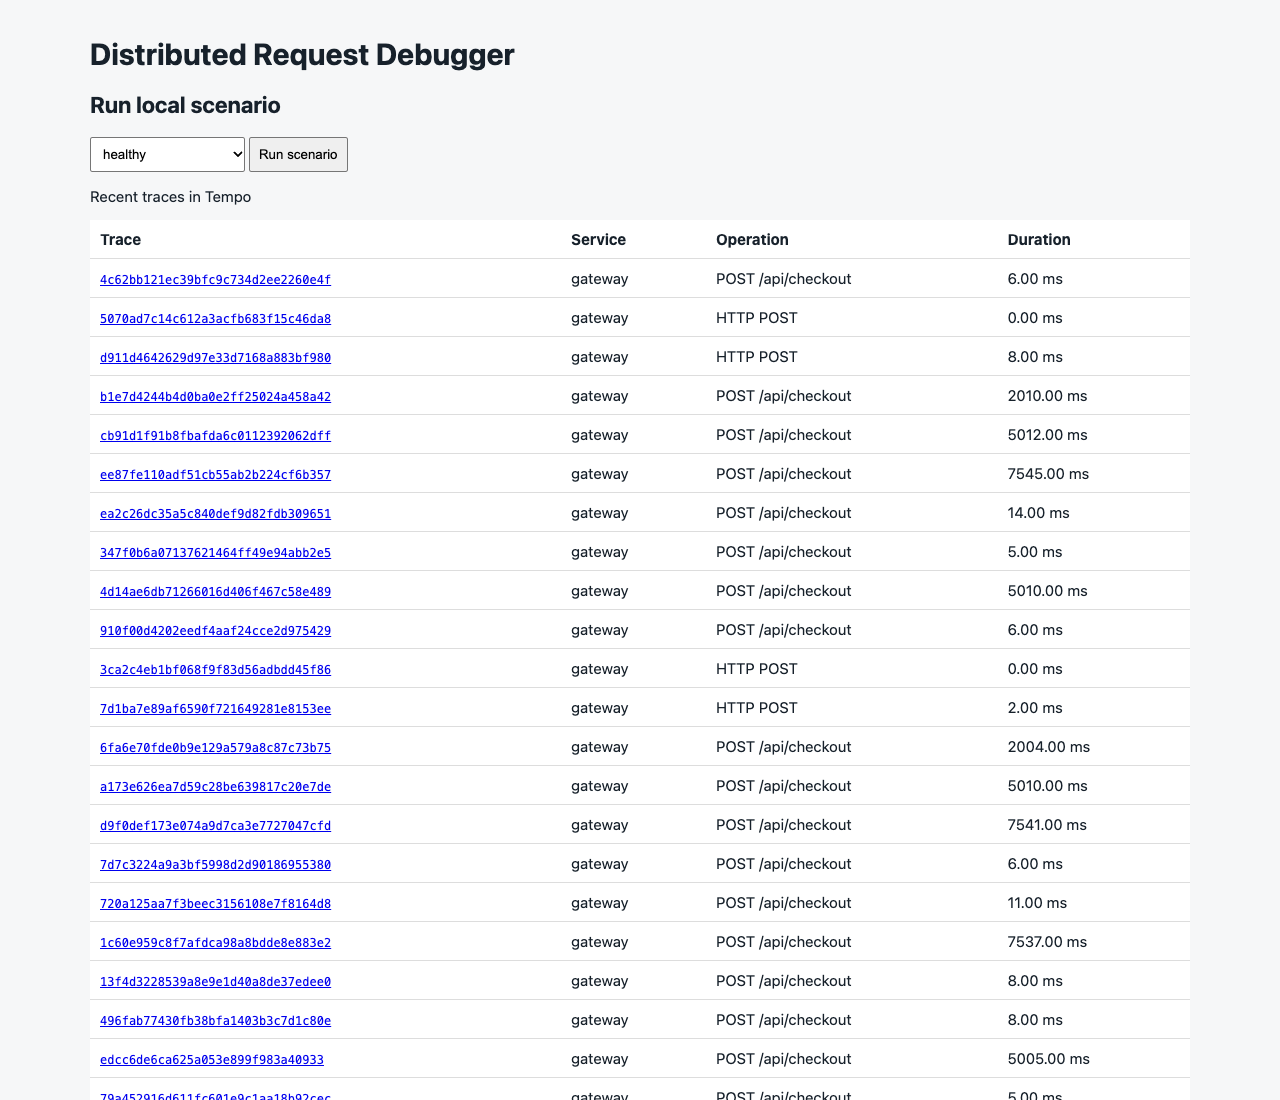 Distributed Request Debugger
Run local scenario
healthy Run scenario
Recent traces in Tempo
Trace Service Operation Duration
4c62bb121ec39bfc9c734d2ee2260e4f gateway POST /api/checkout 6.00 ms
5070ad7c14c612a3acfb683f15c46da8 gateway HTTP POST 0.00 ms
d911d4642629d97e33d7168a883bf980 gateway HTTP POST 8.00 ms
b1e7d4244b4d0ba0e2ff25024a458a42 gateway POST /api/checkout 2010.00 ms
cb91d1f91b8fbafda6c0112392062dff gateway POST /api/checkout 5012.00 ms
ee87fe110adf51cb55ab2b224cf6b357 gateway POST /api/checkout 7545.00 ms
ea2c26dc35a5c840def9d82fdb309651 gateway POST /api/checkout 14.00 ms
347f0b6a07137621464ff49e94abb2e5 gateway POST /api/checkout 5.00 ms
4d14ae6db71266016d406f467c58e489 gateway POST /api/checkout 5010.00 ms
910f00d4202eedf4aaf24cce2d975429 gateway POST /api/checkout 6.00 ms
3ca2c4eb1bf068f9f83d56adbdd45f86 gateway HTTP POST 0.00 ms
7d1ba7e89af6590f721649281e8153ee gateway HTTP POST 2.00 ms
6fa6e70fde0b9e129a579a8c87c73b75 gateway POST /api/checkout 2004.00 ms
a173e626ea7d59c28be639817c20e7de gateway POST /api/checkout 5010.00 ms
d9f0def173e074a9d7ca3e7727047cfd gateway POST /api/checkout 7541.00 ms
7d7c3224a9a3bf5998d2d90186955380 gateway POST /api/checkout 6.00 ms
720a125aa7f3beec3156108e7f8164d8 gateway POST /api/checkout 11.00 ms
1c60e959c8f7afdca98a8bdde8e883e2 gateway POST /api/checkout 7537.00 ms
13f4d3228539a8e9e1d40a8de37edee0 gateway POST /api/checkout 8.00 ms
496fab77430fb38bfa1403b3c7d1c80e gateway POST /api/checkout 8.00 ms
edcc6de6ca625a053e899f983a40933 gateway POST /api/checkout 5005.00 ms
79a452916d611fc601e9c1aa18b92cec gateway POST /api/checkout 5.00 ms